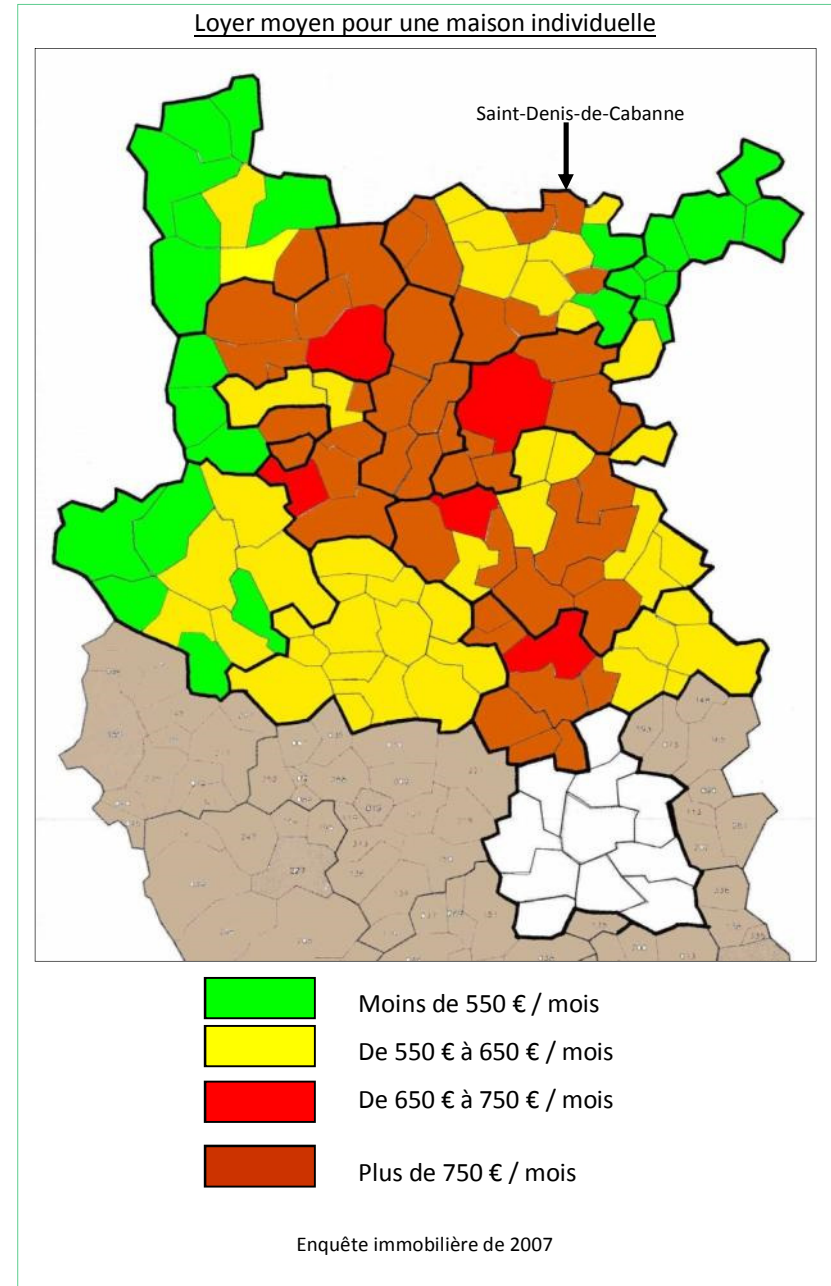 Loyer moyen pour une maison individuelle
Saint-Denis-de-Cabanne
Moins de 550 € / mois
De 550 € à 650 € / mois
De 650 € à 750 € / mois
Plus de 750 € / mois
Enquête immobilière de 2007